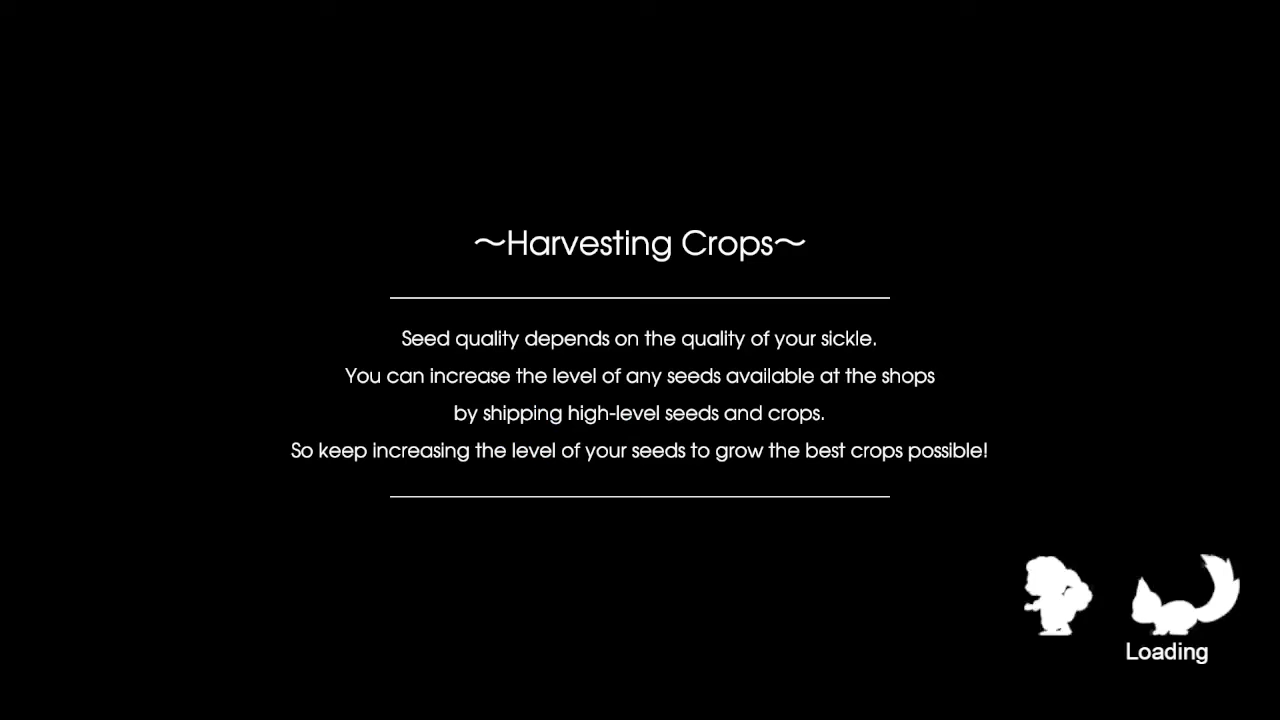 ～Harvesting Crops～
Seed quality depends on the quality of your sickle.
You can increase the level of any seeds available at the shops
by shipping high-level seeds and crops.
So keep increasing the level of your seeds to grow the best crops possible!
Loading